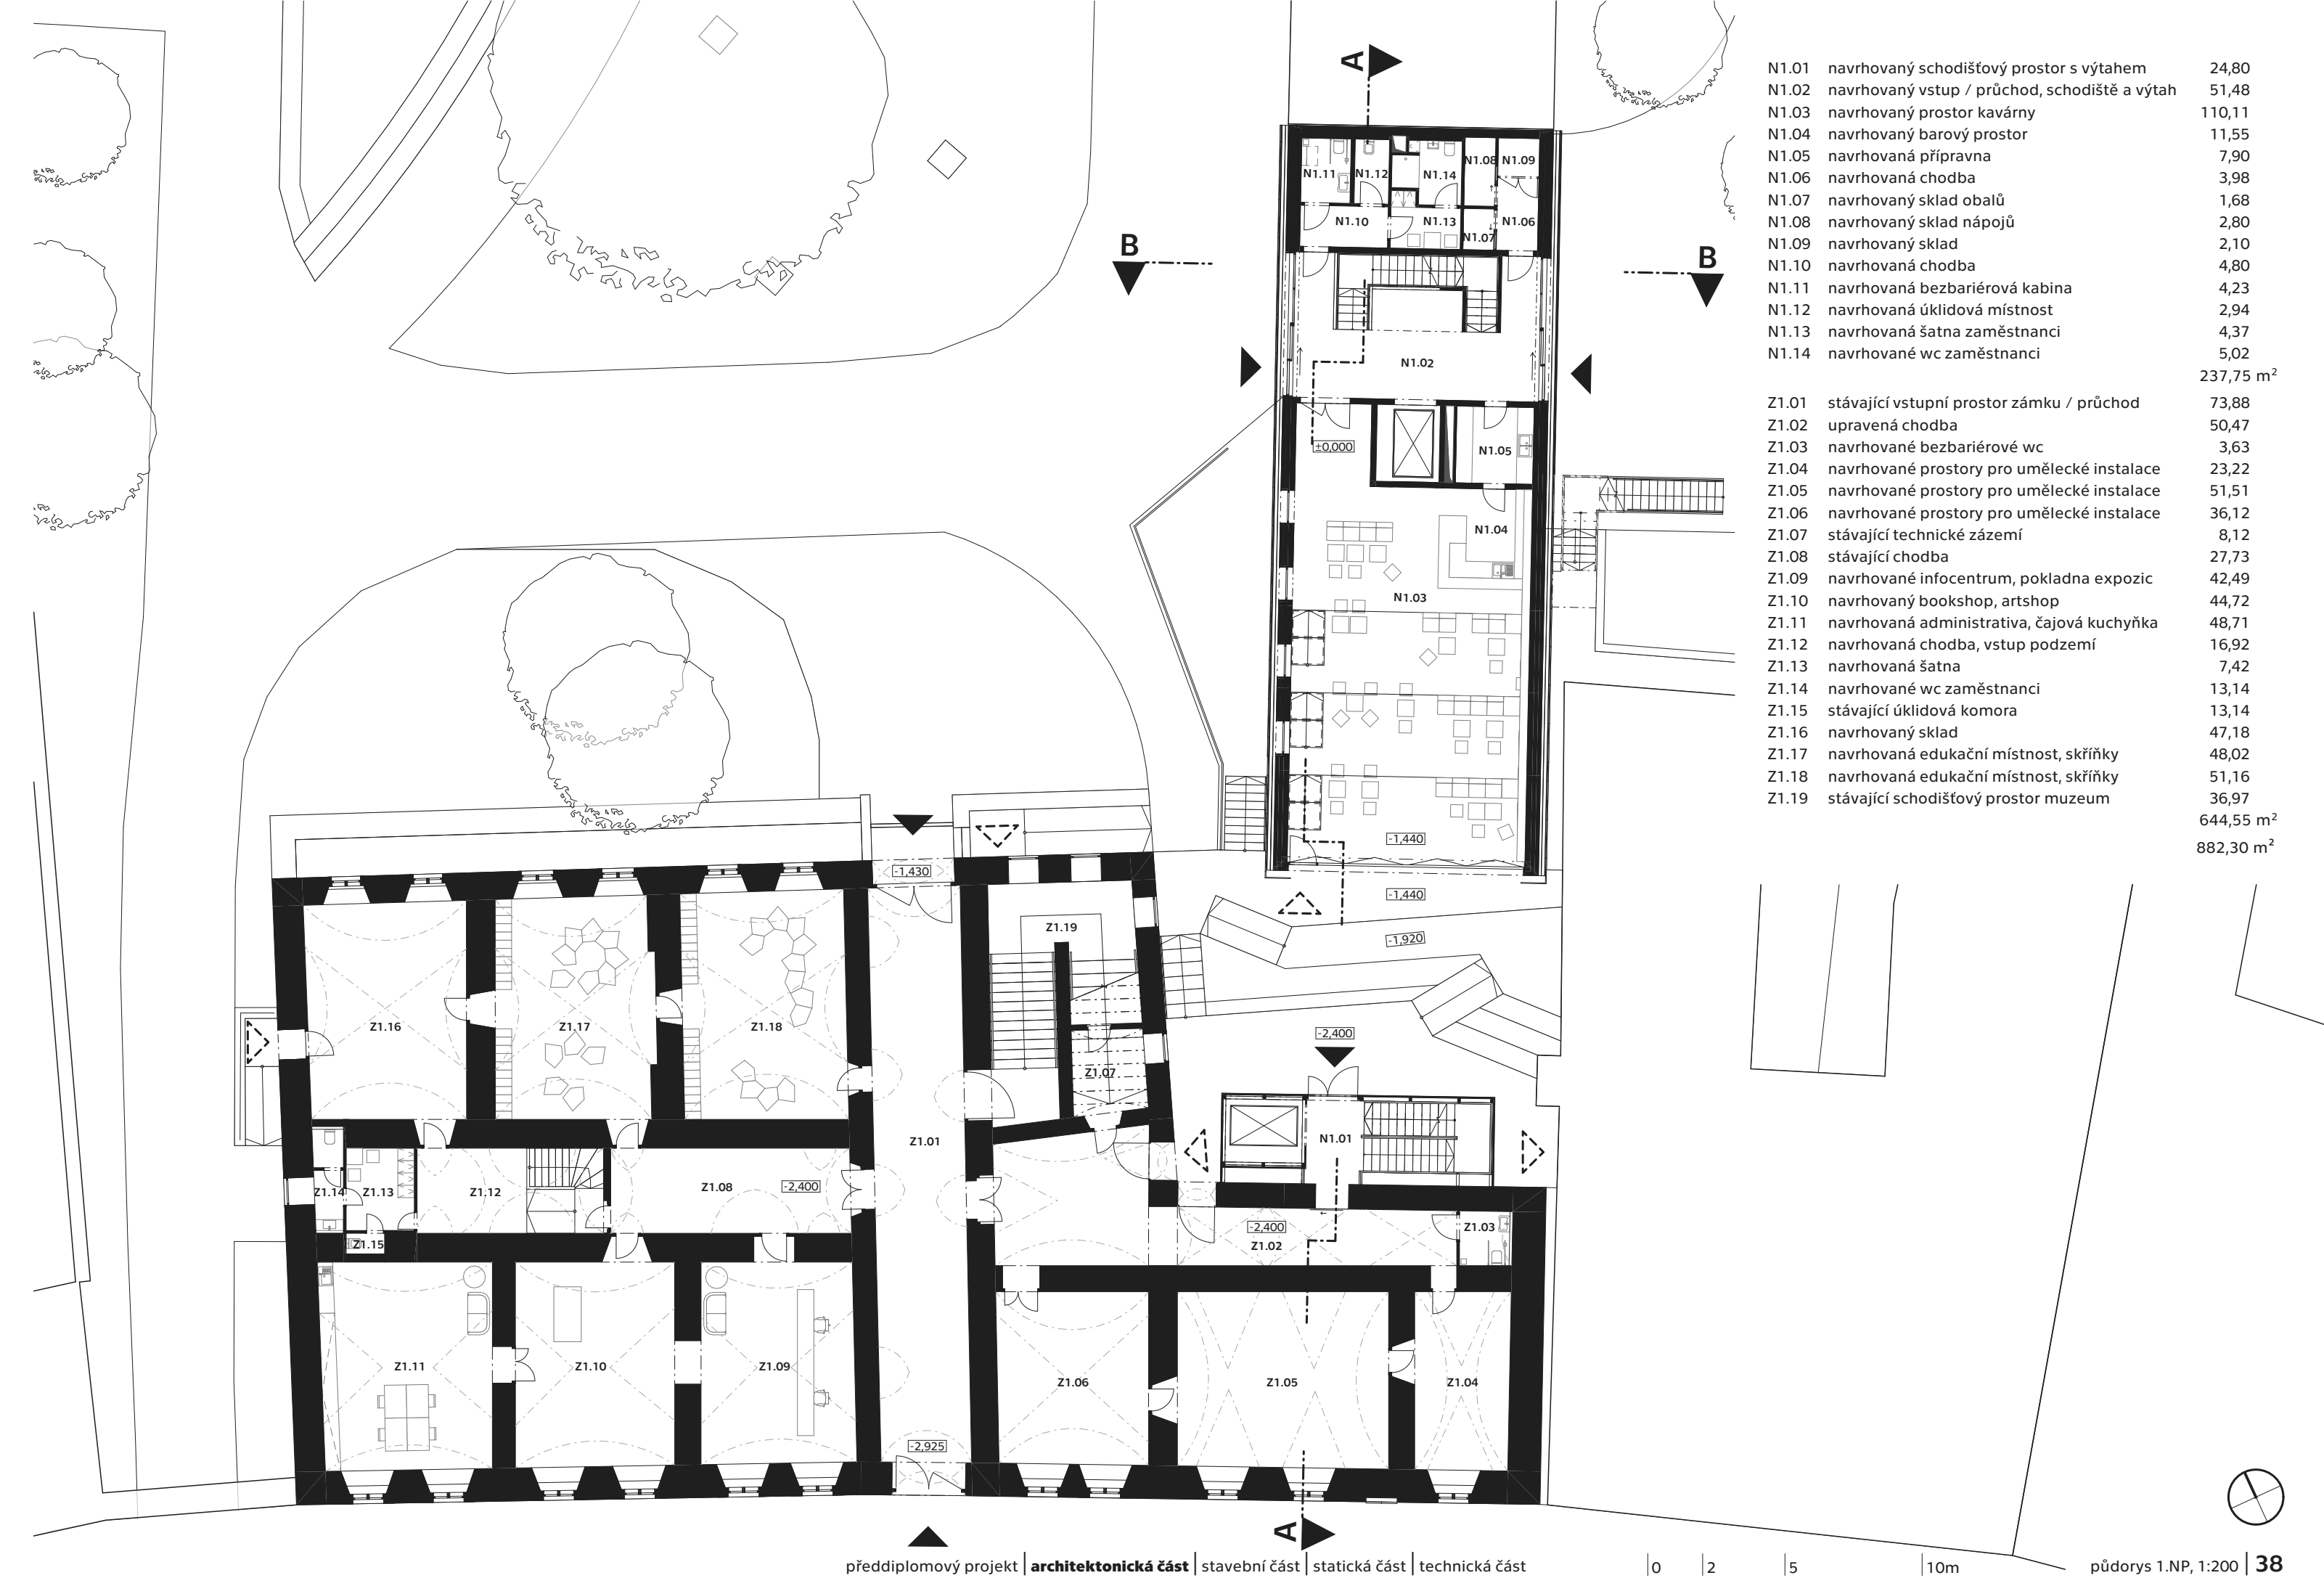 N1.01 navrhovaný schodišťový prostor s výtahem 24,80
N1.02 navrhovaný vstup / průchod, schodiště a výtah 51,48
N1.03 navrhovaný prostor kavárny 110,11
N1.04 navrhovaný barový prostor 11,55
N1.05 navrhovaná přípravna 7,90
N1.06 navrhovaná chodba 3,98
N1.07 navrhovaný sklad obalů 1,68
N1.08 navrhovaný sklad nápojů 2,80
N1.09 navrhovaný sklad 2,10
N1.10 navrhovaná chodba 4,80
N1.11 navrhovaná bezbariérová kabina 4,23
N1.12 navrhovaná úklidová místnost 2,94
N1.13 navrhovaná šatna zaměstnanci 4,37
N1.14 navrhované wc zaměstnanci 5,02
237,75 m²
Z1.01 stávající vstupní prostor zámku / průchod 73,88
Z1.02 upravená chodba 50,47
Z1.03 navrhované bezbariérové wc 3,63
Z1.04 navrhované prostory pro umělecké instalace 23,22
Z1.05 navrhované prostory pro umělecké instalace 51,51
Z1.06 navrhované prostory pro umělecké instalace 36,12
Z1.07 stávající technické zázemí 8,12
Z1.08 stávající chodba 27,73
Z1.09 navrhované infocentrum, pokladna expozic 42,49
Z1.10 navrhovaný bookshop, artshop 44,72
Z1.11 navrhovaná administrativa, čajová kuchyňka 48,71
Z1.12 navrhovaná chodba, vstup podzemí 16,92
Z1.13 navrhovaná šatna 7,42
Z1.14 navrhované wc zaměstnanci 13,14
Z1.15 stávající úklidová komora 13,14
Z1.16 navrhovaný sklad 47,18
Z1.17 navrhovaná edukační místnost, skříňky 48,02
Z1.18 navrhovaná edukační místnost, skříňky 51,16
Z1.19 stávající schodišťový prostor muzeum 36,97
644,55 m²
882,30 m²
A
B
B
N1.11
N1.12
N1.14
N1.08
N1.09
N1.10
N1.13
N1.07
N1.06
N1.02
±0,000
N1.05
N1.04
N1.03
-1,440
-1,440
-1,920
-1,430
Z1.19
Z1.16
Z1.17
Z1.18
-2,400
Z1.07
Z1.01
N1.01
Z1.14
Z1.13
Z1.12
Z1.08
-2,400
Z1.15
-2,400
Z1.02
Z1.03
Z1.11
Z1.10
Z1.09
Z1.06
Z1.05
Z1.04
-2,925
A
předdiplomový projekt | architektonická část | stavební část | statická část | technická část
0 2 5 10m
půdorys 1.NP, 1:200 | 38